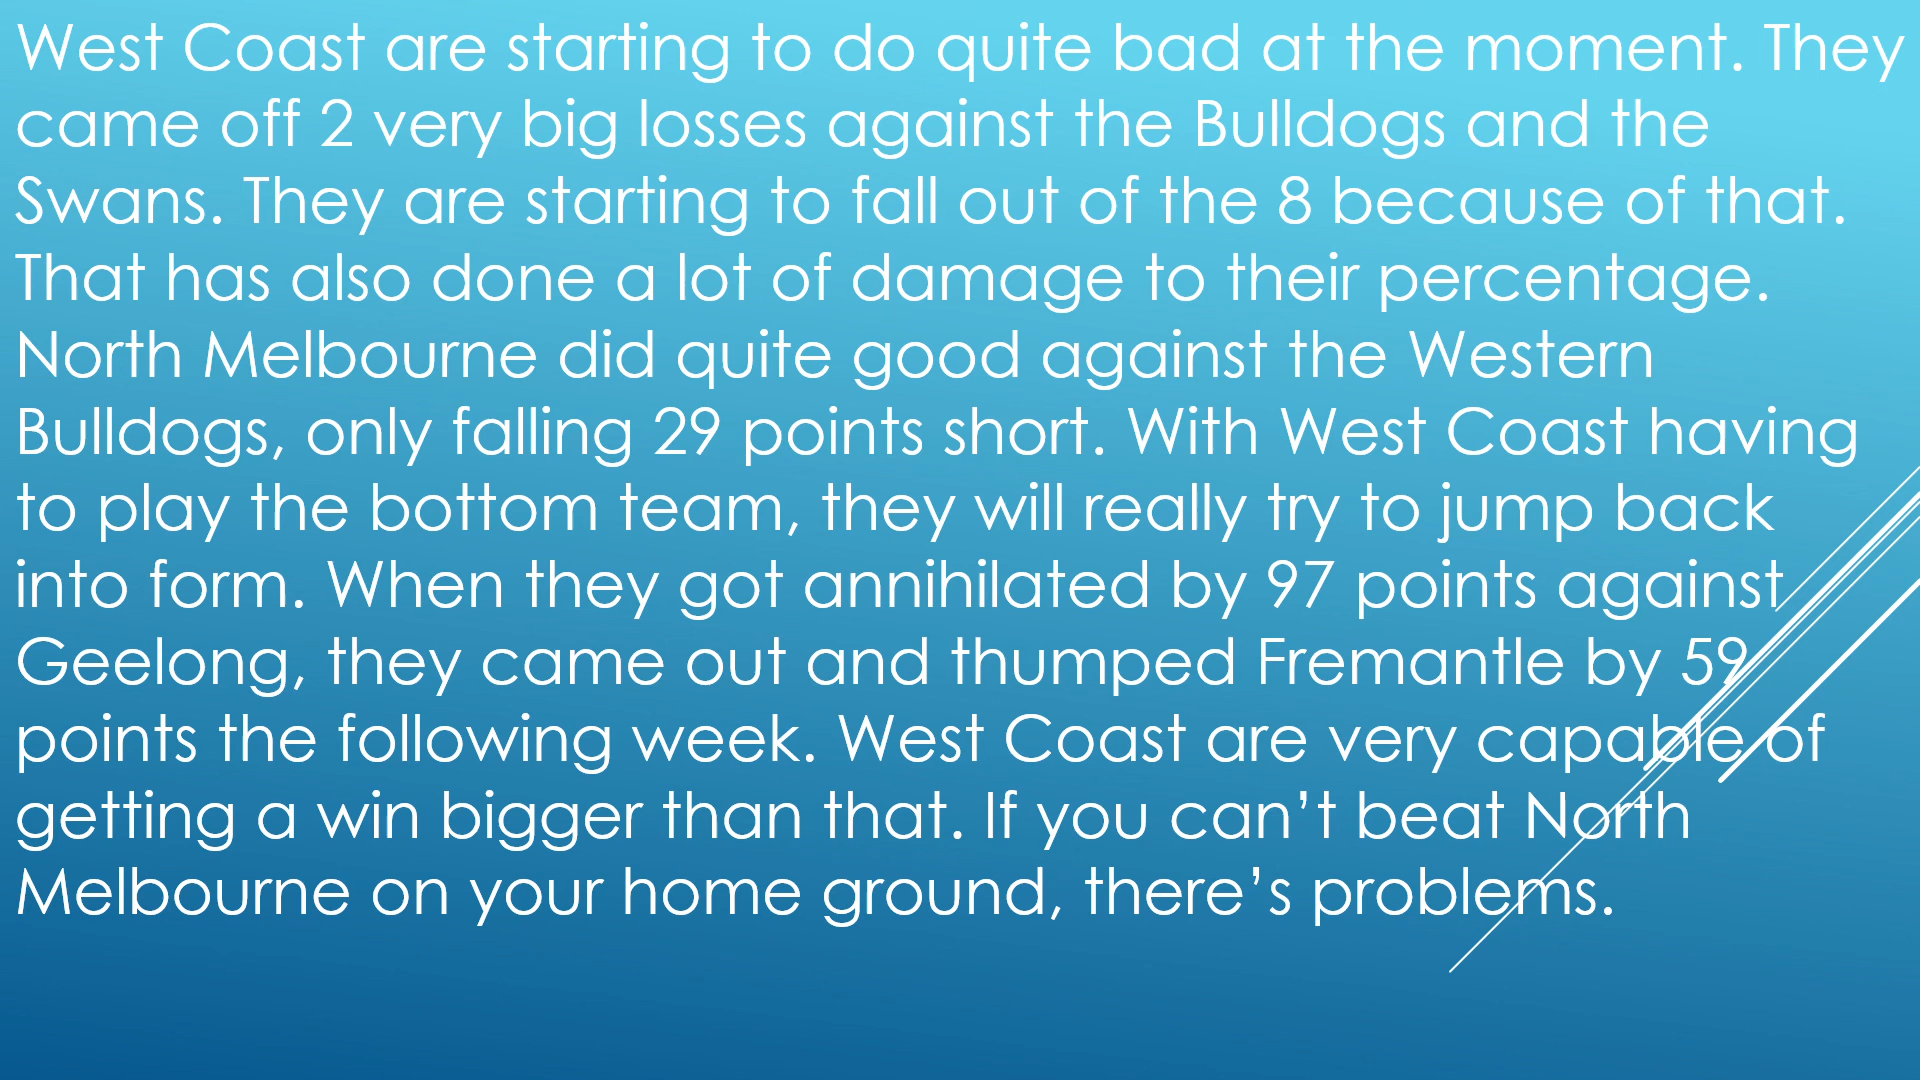 West Coast are starting to do quite bad at the moment. They
came off 2 very big losses against the Bulldogs and the
Swans. They are starting to fall out of the 8 because of that.
That has also done a lot of damage to their percentage.
North Melbourne did quite good against the Western
Bulldogs, only falling 29 points short. With West Coast having
to play the bottom team, they will really try to jump back
into form. When they got annihilated by 97 points against
Geelong, they came out and thumped Fremantle by 59
points the following week. West Coast are very capable of
getting a win bigger than that. If you can’t beat North
Melbourne on your home ground, there’s problems.